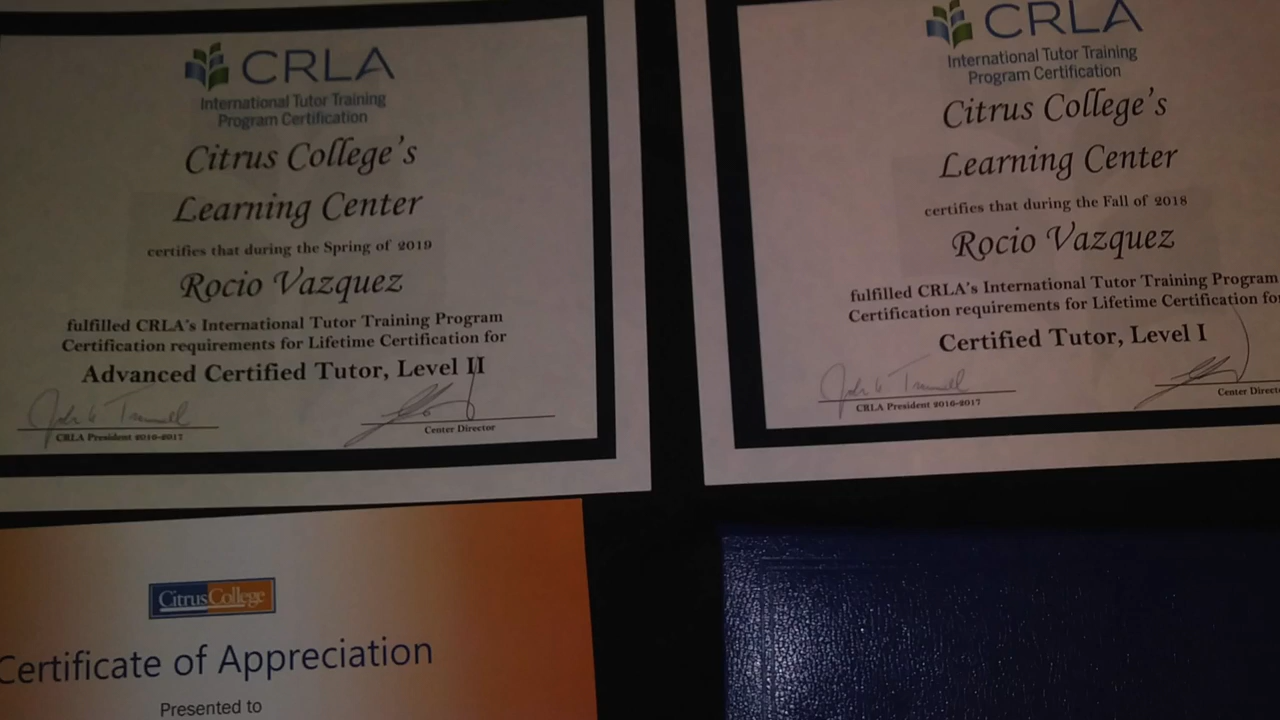 CRLA
International Tutor Training
Program Certification
Citrus College's
Learning Center
certifies that during the Spring of 2019
Rocio Vazquez
fulfilled CRLA's International Tutor Training Program
Certification requirements for Lifetime Certification for
Advanced Certified Tutor, Level II
CRLA President 2016-2017
Center Director
CRLA
International Tutor Training
Program Certification
Citrus College's
Learning Center
certifies that during the Fall of 2018
Rocio Vazquez
fulfilled CRLA's International Tutor Training Program
Certification requirements for Lifetime Certification fo
Certified Tutor, Level I
CRLA President 2016-2017
Center Directo
Citrus College
Certificate of Appreciation
Presented to